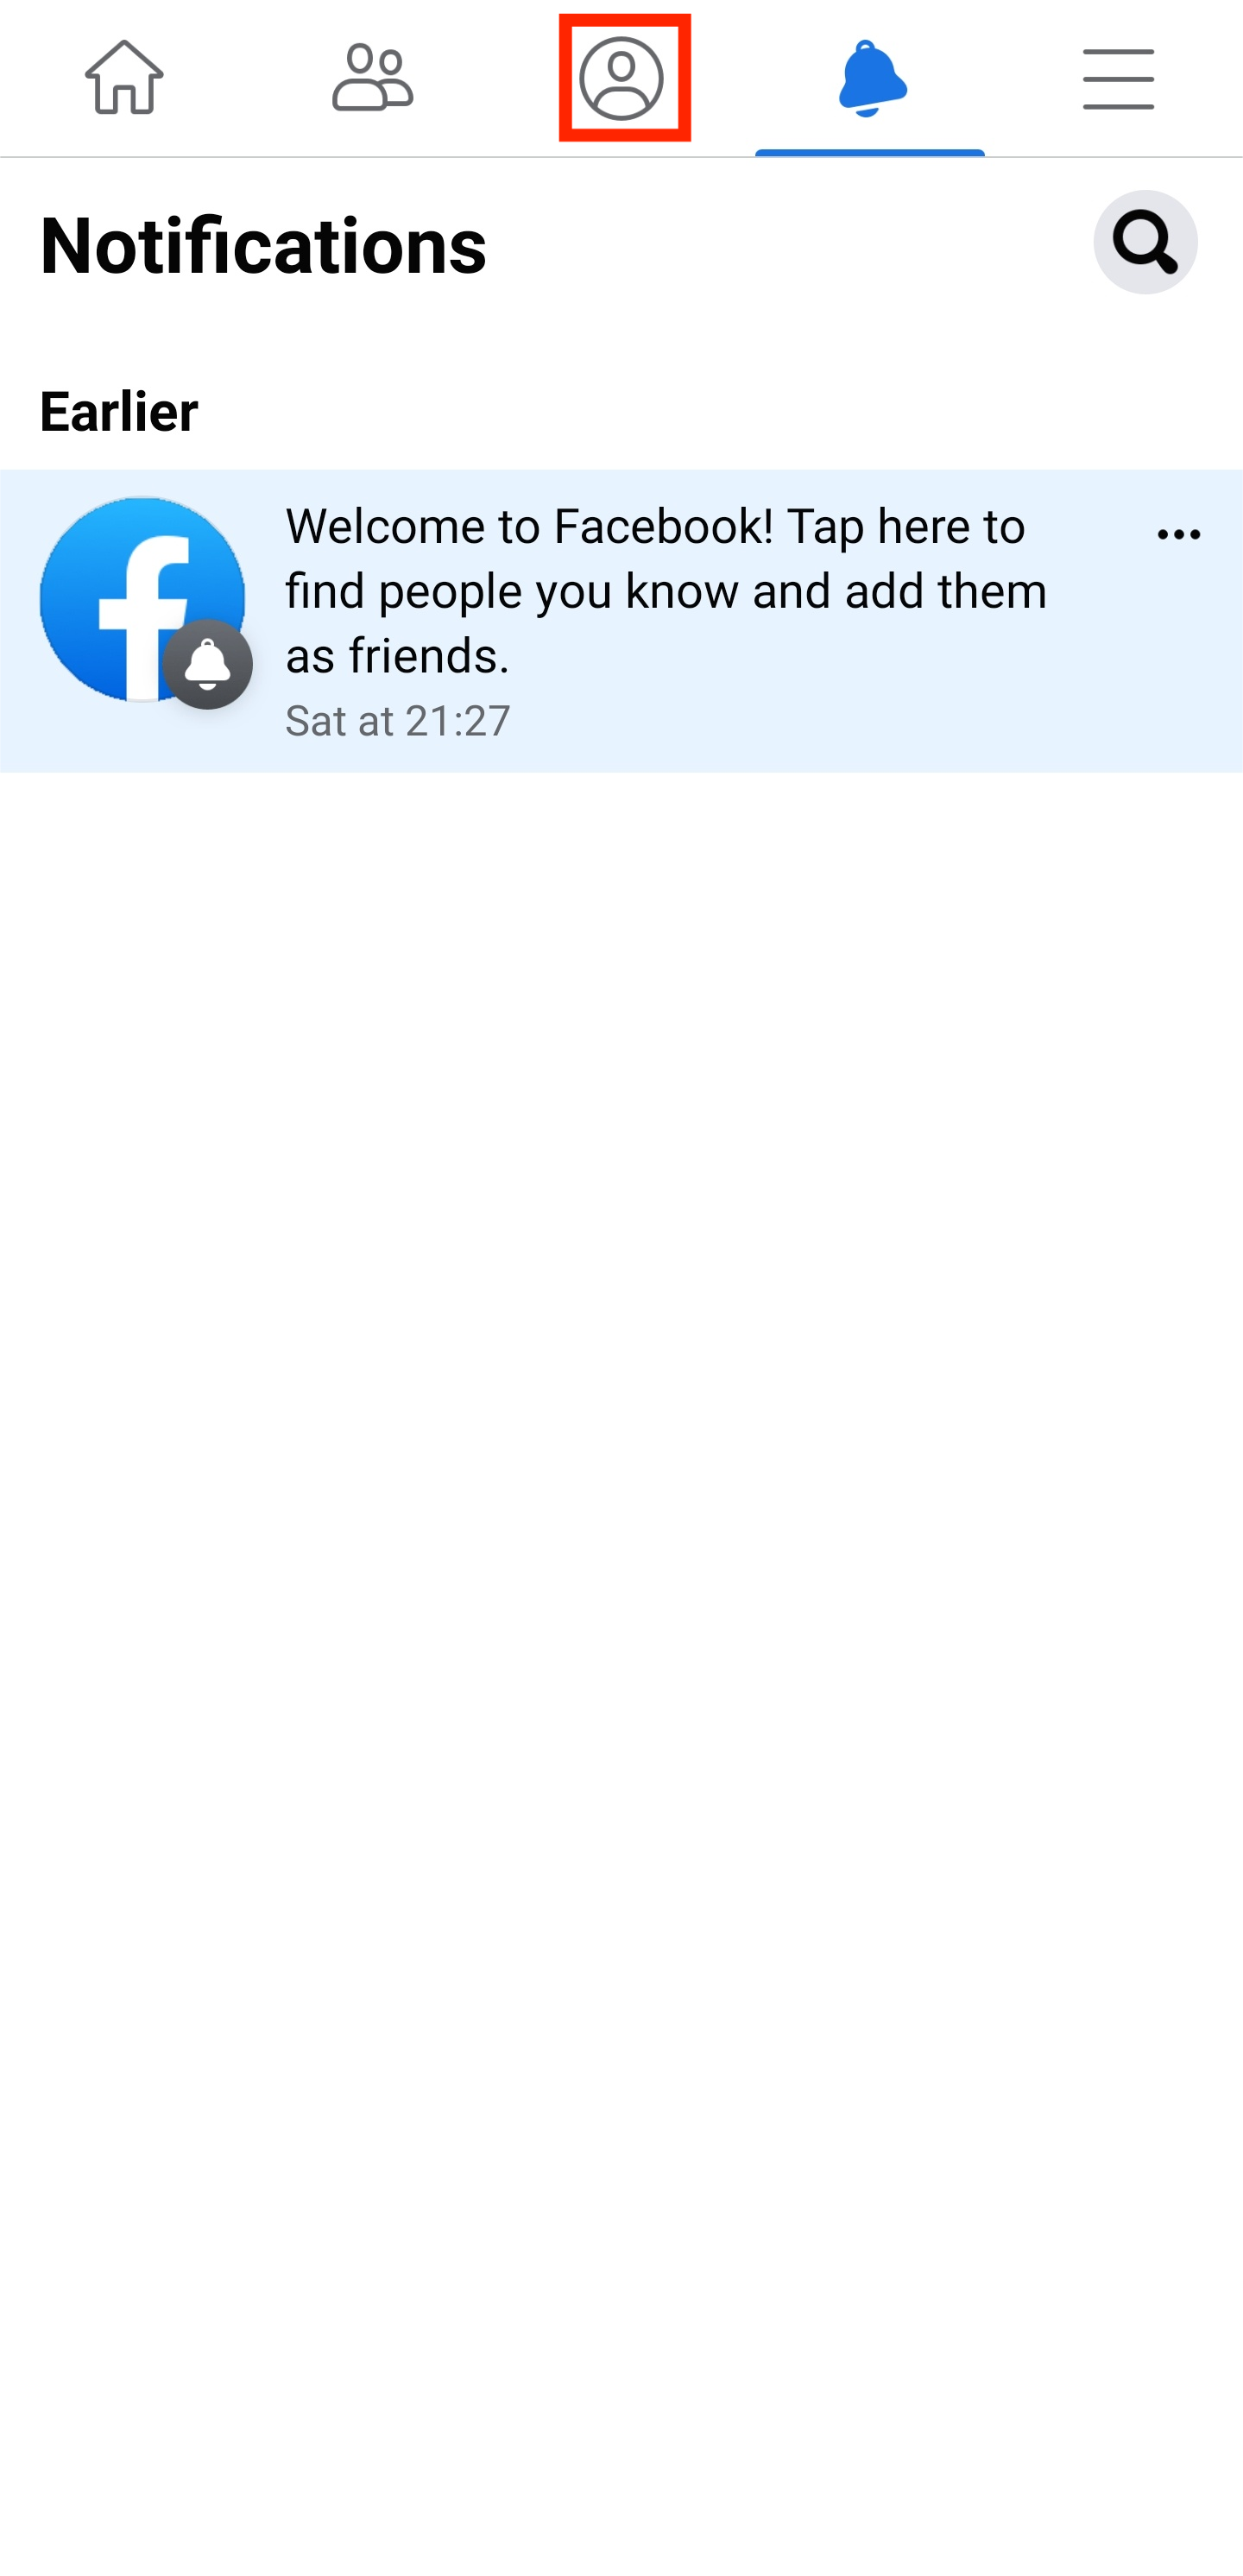 Notifications
Earlier
Welcome to Facebook! Tap here to
find people you know and add them
as friends.
Sat at 21:27